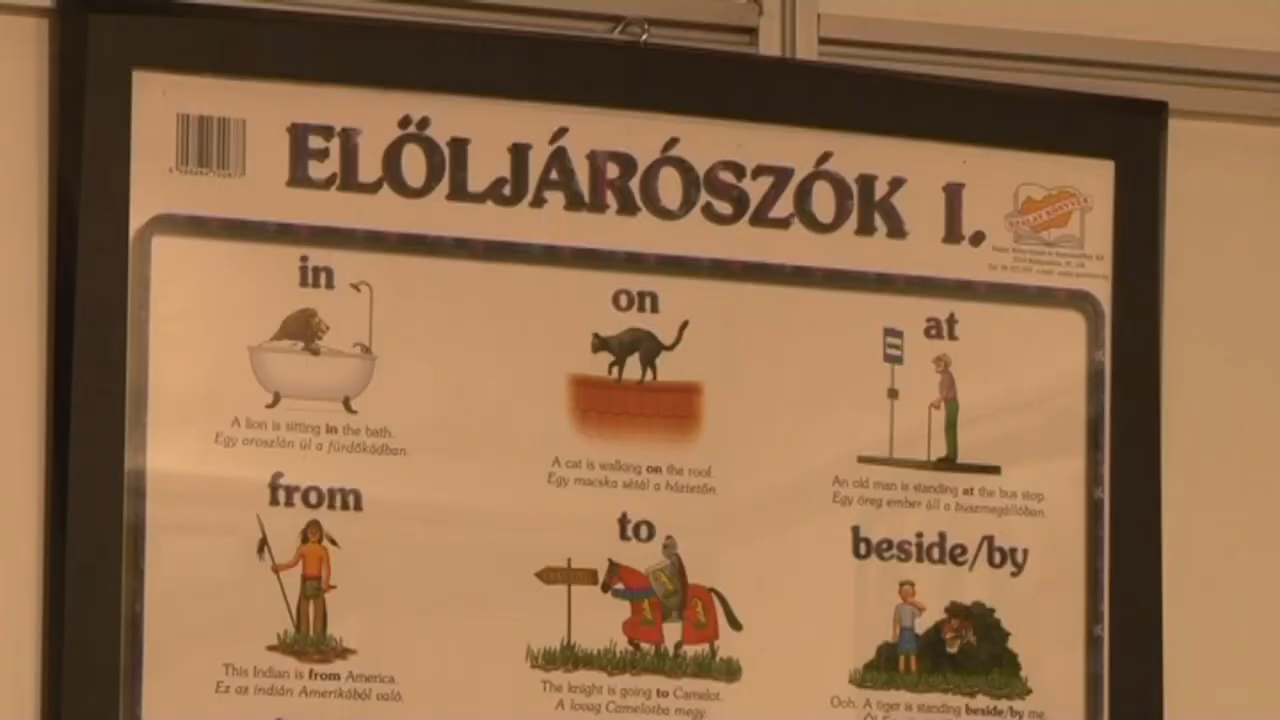 ELŐLJÁRÓSZÓK I.
STALAY KÖNYVEK
in
A lion is sitting in the bath.
Egy oroszlán ül a fürdőkádban.
on
A cat is walking on the roof.
Egy macska sétál a háztetőn.
at
An old man is standing at the bus stop.
Egy öreg ember áll a buszmegállóban.
from
This Indian is from America.
Ez az indián Amerikából való.
to
The knight is going to Camelot.
A lovag Camelotba megy.
beside/by
Ooh. A tiger is standing beside/by me.